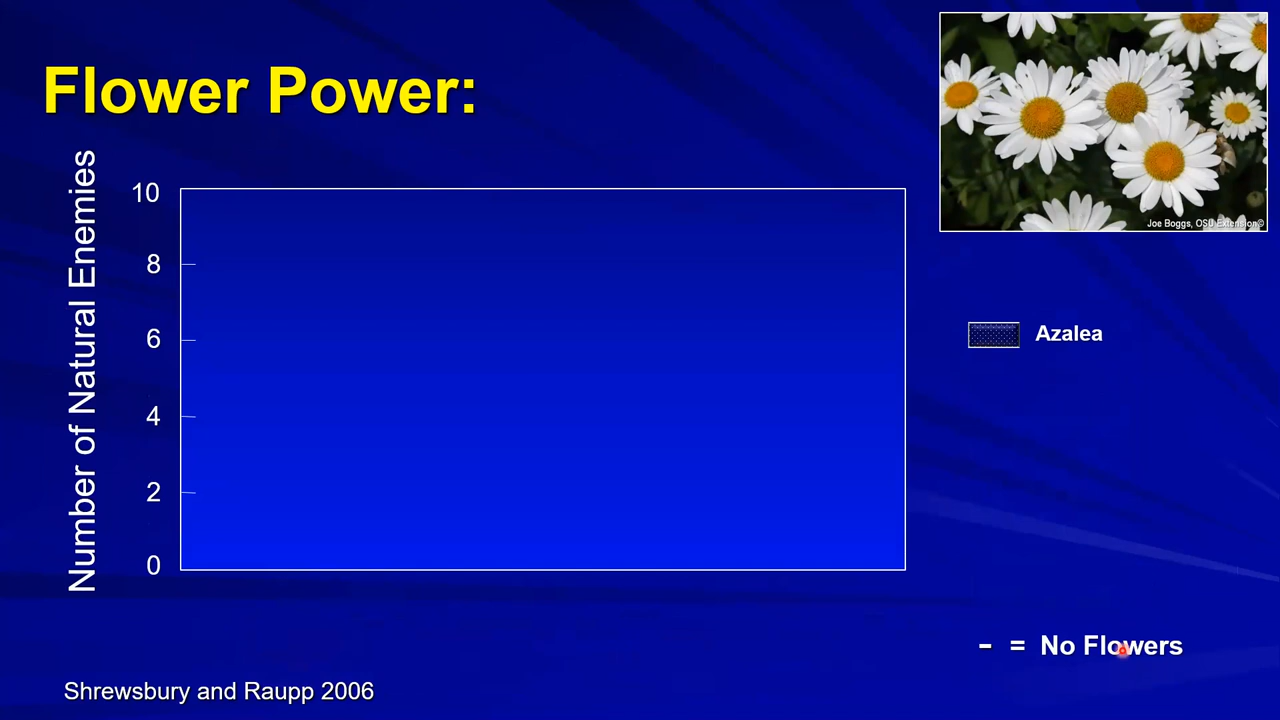 Flower Power:
Joe Boggs, OSU Extension©
Number of Natural Enemies
10
8
6
4
2
0
Azalea
- = No Flowers
Shrewsbury and Raupp 2006